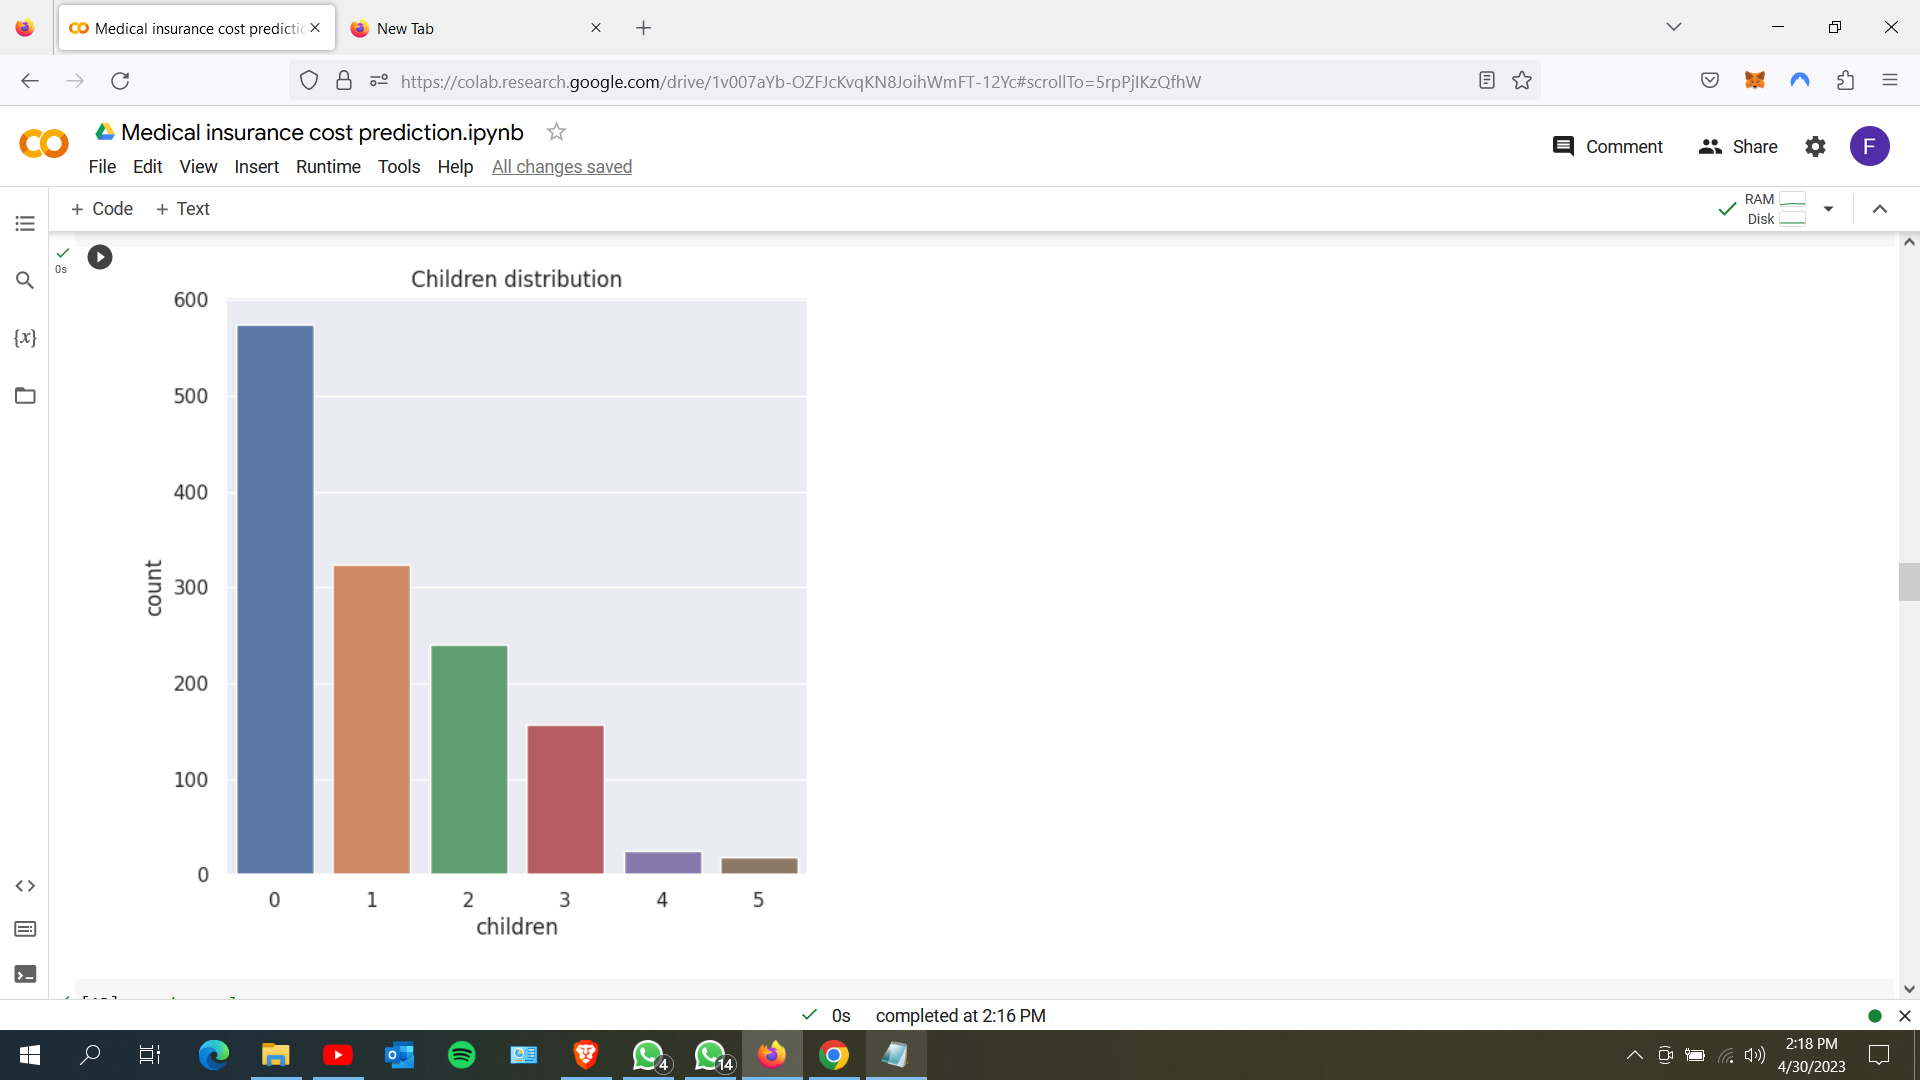 Medical insurance cost predictic
New Tab
https://colab.research.google.com/drive/1v007aYb-OZFJcKvqKN8JoihWmFT-12Yc#scrollTo=5rpPjIKzQfhW
Medical insurance cost prediction.ipynb
File Edit View Insert Runtime Tools Help All changes saved
Comment
Share
F
+ Code + Text
RAM
Disk
{x}
0s
Children distribution
600
500
400
300
200
100
0
count
0 1 2 3 4 5
children
0s completed at 2:16 PM
4
14
2:18 PM
4/30/2023